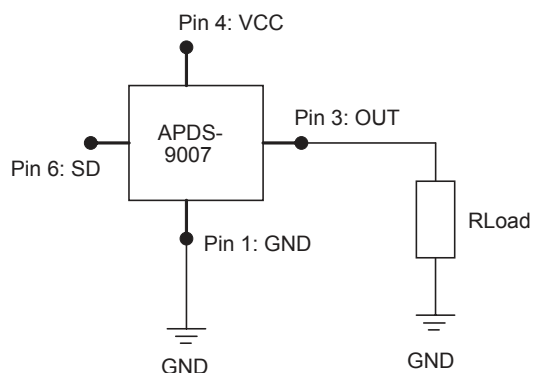 Pin 4: VCC
APDS-
9007
Pin 3: OUT
Pin 6: SD
Pin 1: GND
RLoad
GND
GND